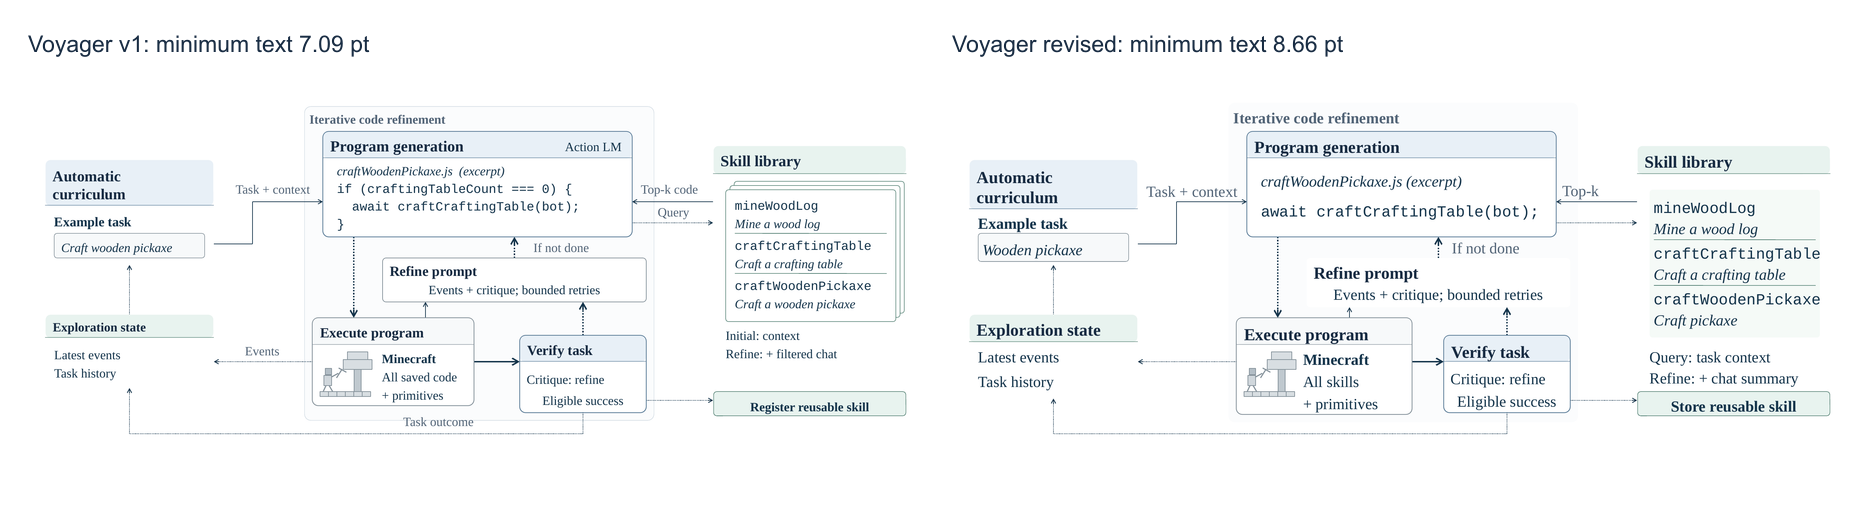 Voyager v1: minimum text 7.09 pt
Iterative code refinement
Program generation
Action LM
craftWoodenPickaxe.js (excerpt)
if (craftingTableCount === 0) {
await craftCraftingTable(bot);
}
Automatic
curriculum
Example task
Craft wooden pickaxe
Task + context
Top-k code
Query
Skill library
mineWoodLog
Mine a wood log
craftCraftingTable
Craft a crafting table
craftWoodenPickaxe
Craft a wooden pickaxe
Initial: context
Refine: + filtered chat
If not done
Refine prompt
Events + critique; bounded retries
Exploration state
Latest events
Task history
Events
Execute program
Minecraft
All saved code
+ primitives
Verify task
Critique: refine
Eligible success
Register reusable skill
Task outcome
Voyager revised: minimum text 8.66 pt
Iterative code refinement
Program generation
craftWoodenPickaxe.js (excerpt)
await craftCraftingTable(bot);
Automatic
curriculum
Example task
Wooden pickaxe
Task + context
Top-k
Skill library
mineWoodLog
Mine a wood log
craftCraftingTable
Craft a crafting table
craftWoodenPickaxe
Craft pickaxe
Query: task context
Refine: + chat summary
If not done
Refine prompt
Events + critique; bounded retries
Exploration state
Latest events
Task history
Execute program
Minecraft
All skills
+ primitives
Verify task
Critique: refine
Eligible success
Store reusable skill